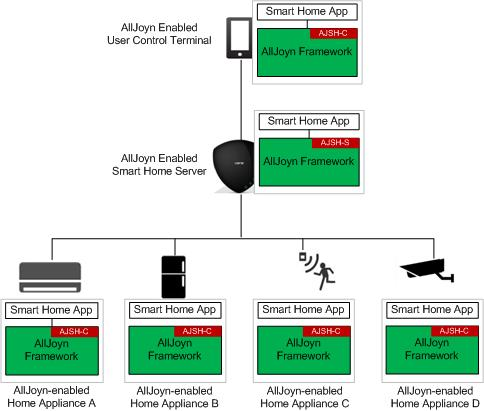 AllJoyn Enabled
User Control Terminal
Smart Home App
AJSH-C
AllJoyn Framework
AllJoyn Enabled
Smart Home Server
Smart Home App
AJSH-S
AllJoyn Framework
Smart Home App
AJSH-C
AllJoyn
Framework
AllJoyn-enabled
Home Appliance A
Smart Home App
AJSH-C
AllJoyn
Framework
AllJoyn-enabled
Home Appliance B
Smart Home App
AJSH-C
AllJoyn
Framework
AllJoyn-enabled
Home Appliance C
Smart Home App
AJSH-C
AllJoyn
Framework
AllJoyn-enabled
Home Appliance D